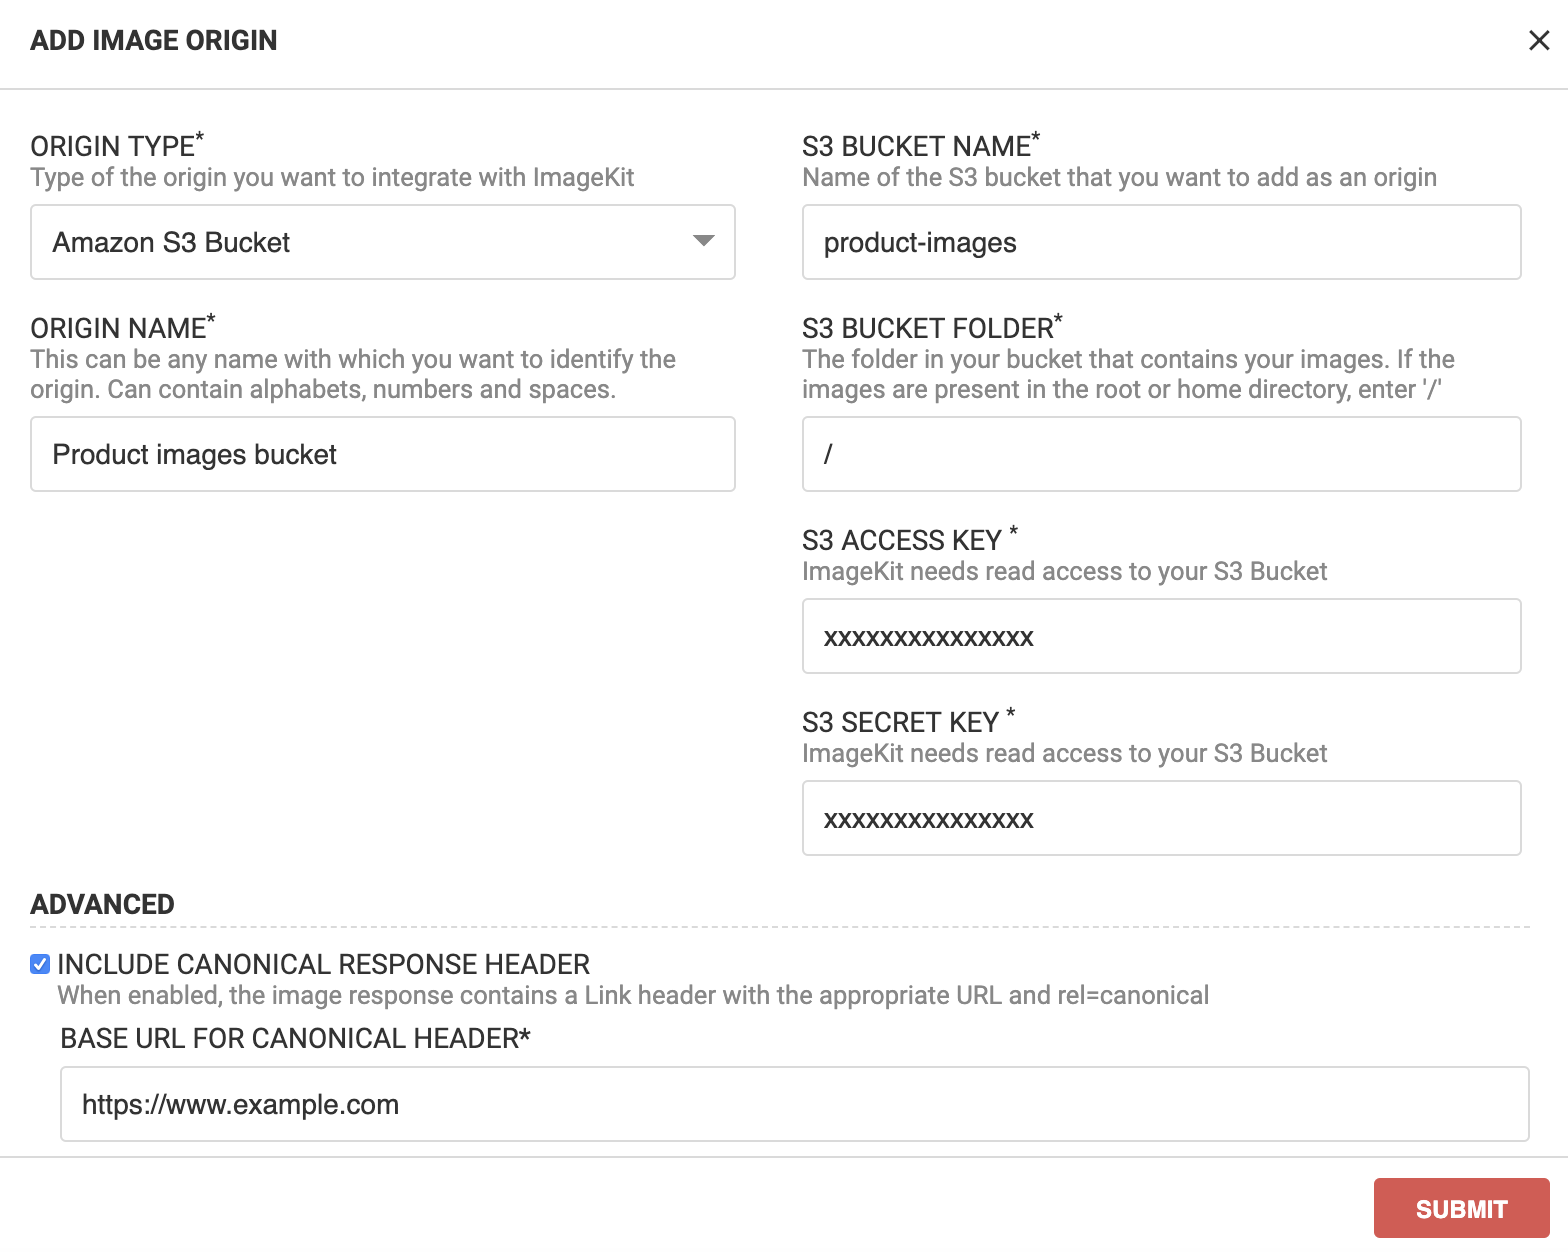 ADD IMAGE ORIGIN
ORIGIN TYPE*
Type of the origin you want to integrate with ImageKit
Amazon S3 Bucket
ORIGIN NAME*
This can be any name with which you want to identify the
origin. Can contain alphabets, numbers and spaces.
Product images bucket
S3 BUCKET NAME*
Name of the S3 bucket that you want to add as an origin
product-images
S3 BUCKET FOLDER*
The folder in your bucket that contains your images. If the
images are present in the root or home directory, enter '/'
/
S3 ACCESS KEY *
ImageKit needs read access to your S3 Bucket
xxxxxxxxxxxxxxx
S3 SECRET KEY *
ImageKit needs read access to your S3 Bucket
xxxxxxxxxxxxxxx
ADVANCED
INCLUDE CANONICAL RESPONSE HEADER
When enabled, the image response contains a Link header with the appropriate URL and rel=canonical
BASE URL FOR CANONICAL HEADER*
https://www.example.com
SUBMIT